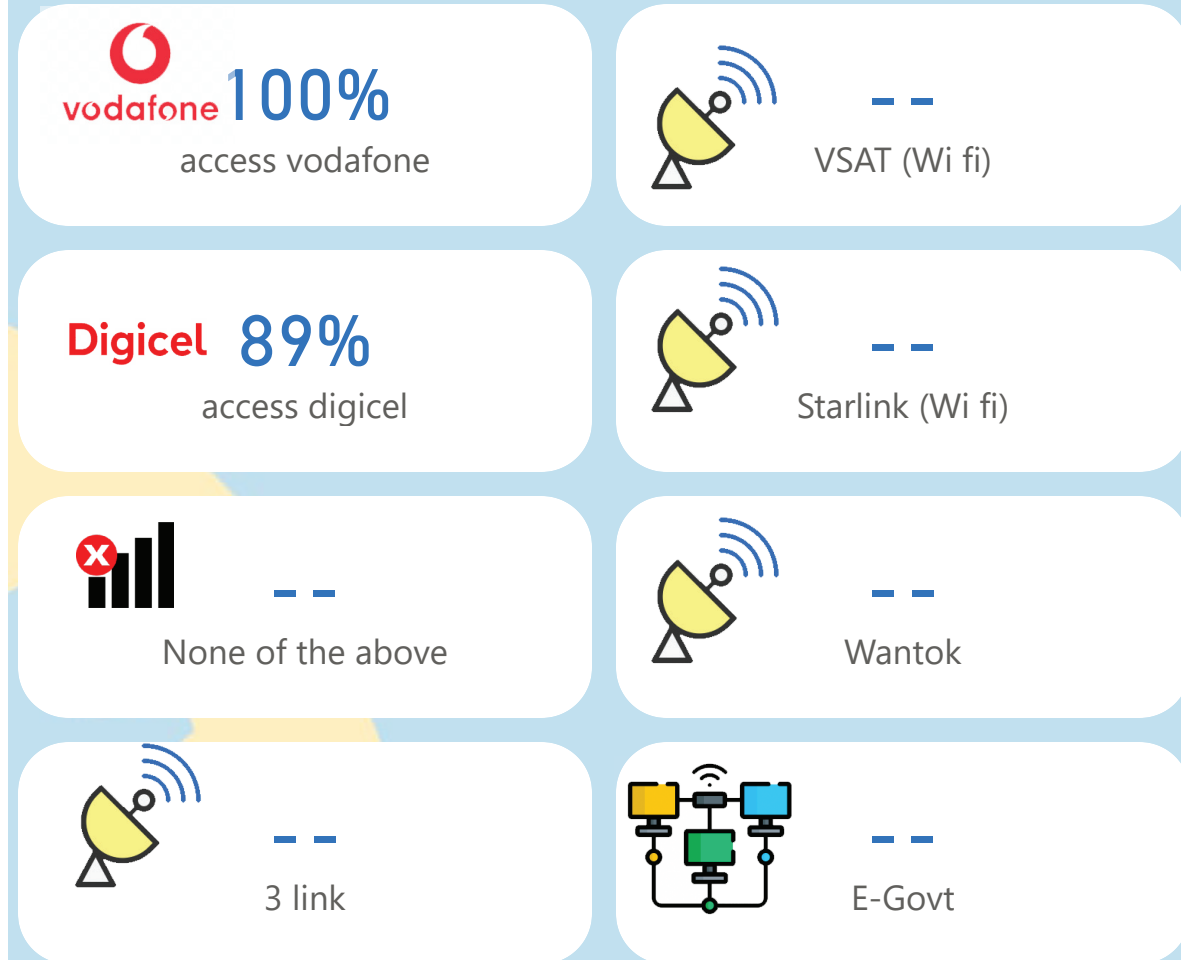 vodafone 100%
access vodafone
- -
VSAT (Wi fi)
Digicel 89%
access digicel
- -
Starlink (Wi fi)
x
- -
None of the above
- -
Wantok
- -
3 link
- -
E-Govt